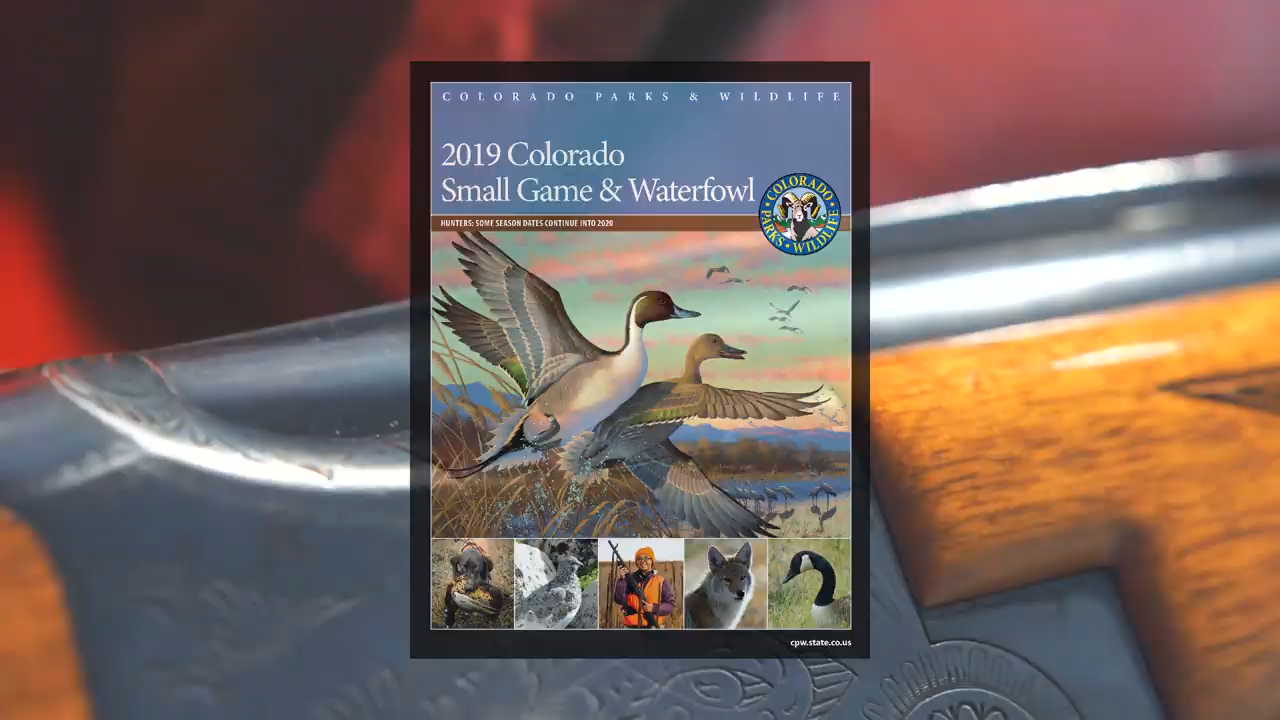 COLORADO PARKS & WILDLIFE
2019 Colorado
Small Game & Waterfowl
COLORADO
PARKS • WILDLIFE
HUNTERS: SOME SEASON DATES CONTINUE INTO 2020
cpw.state.co.us